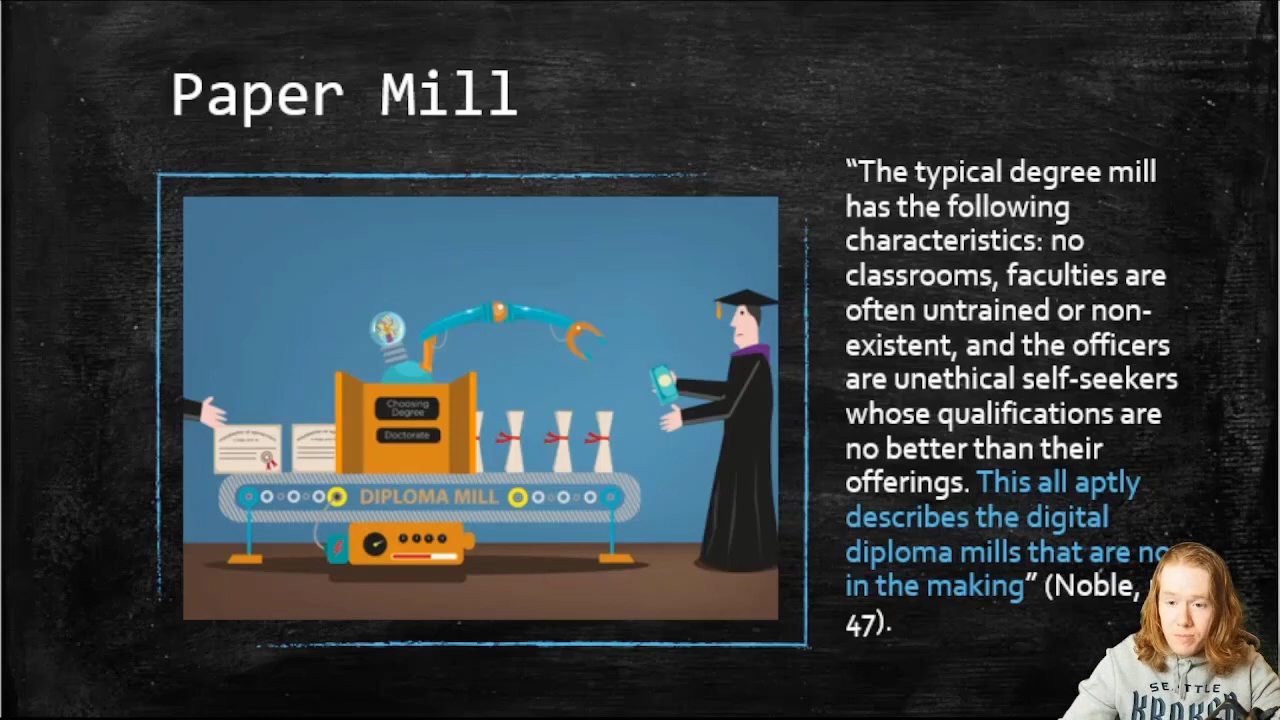 Paper Mill
“The typical degree mill
has the following
characteristics: no
classrooms, faculties are
often untrained or non-
existent, and the officers
are unethical self-seekers
whose qualifications are
no better than their
offerings. This all aptly
describes the digital
diploma mills that are
in the making” (Noble,
47).
Choosing
Degree
Doctorate
DIPLOMA MILL
SEATTLE
KRAKEN